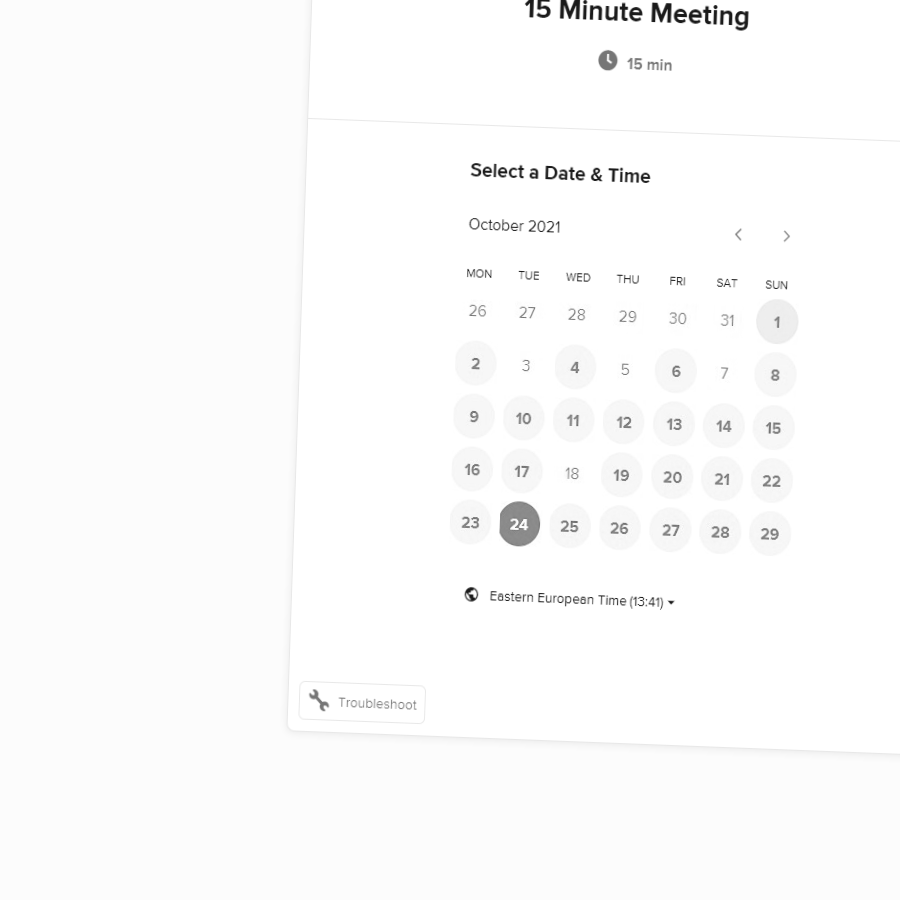 15 Minute Meeting
15 min
Select a Date & Time
October 2021
MON TUE WED THU FRI SAT SUN
26 27 28 29 30 31 1
2 3 4 5 6 7 8
9 10 11 12 13 14 15
16 17 18 19 20 21 22
23 24 25 26 27 28 29
Eastern European Time (13:41)
Troubleshoot